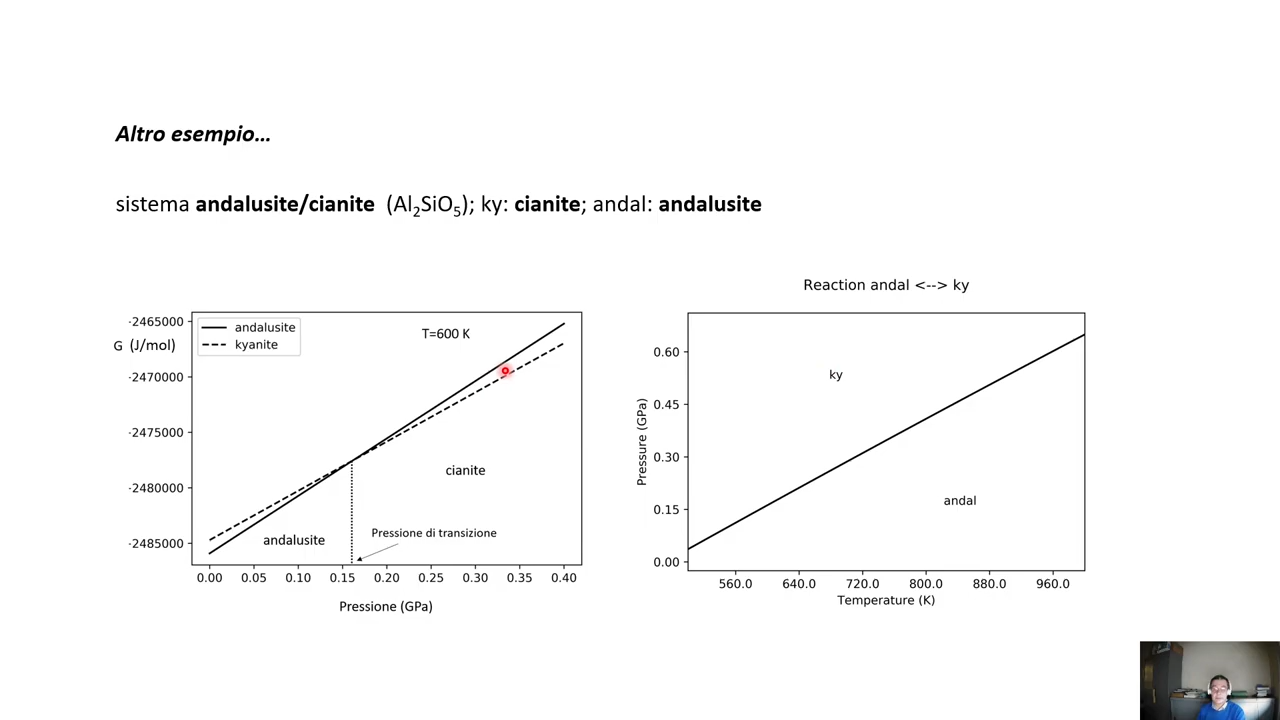 Altro esempio...
sistema andalusite/cianite (Al₂SiO₅); ky: cianite; andal: andalusite
-2465000
G (J/mol)
-2470000
-2475000
-2480000
-2485000
andalusite
kyanite
T=600 K
cianite
andalusite
Pressione di transizione
0.00 0.05 0.10 0.15 0.20 0.25 0.30 0.35 0.40
Pressione (GPa)
Reaction andal <--> ky
Pressure (GPa)
0.60
0.45
0.30
0.15
0.00
ky
andal
560.0 640.0 720.0 800.0 880.0 960.0
Temperature (K)